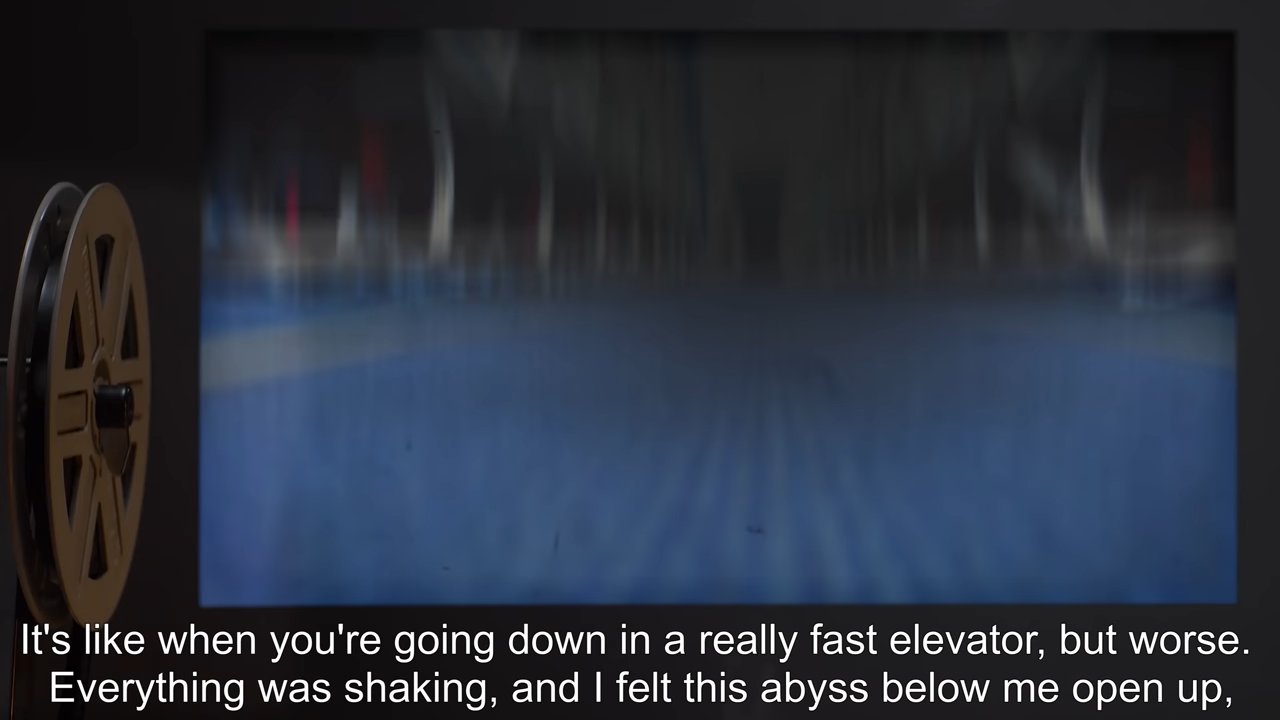 It's like when you're going down in a really fast elevator, but worse.
Everything was shaking, and I felt this abyss below me open up,